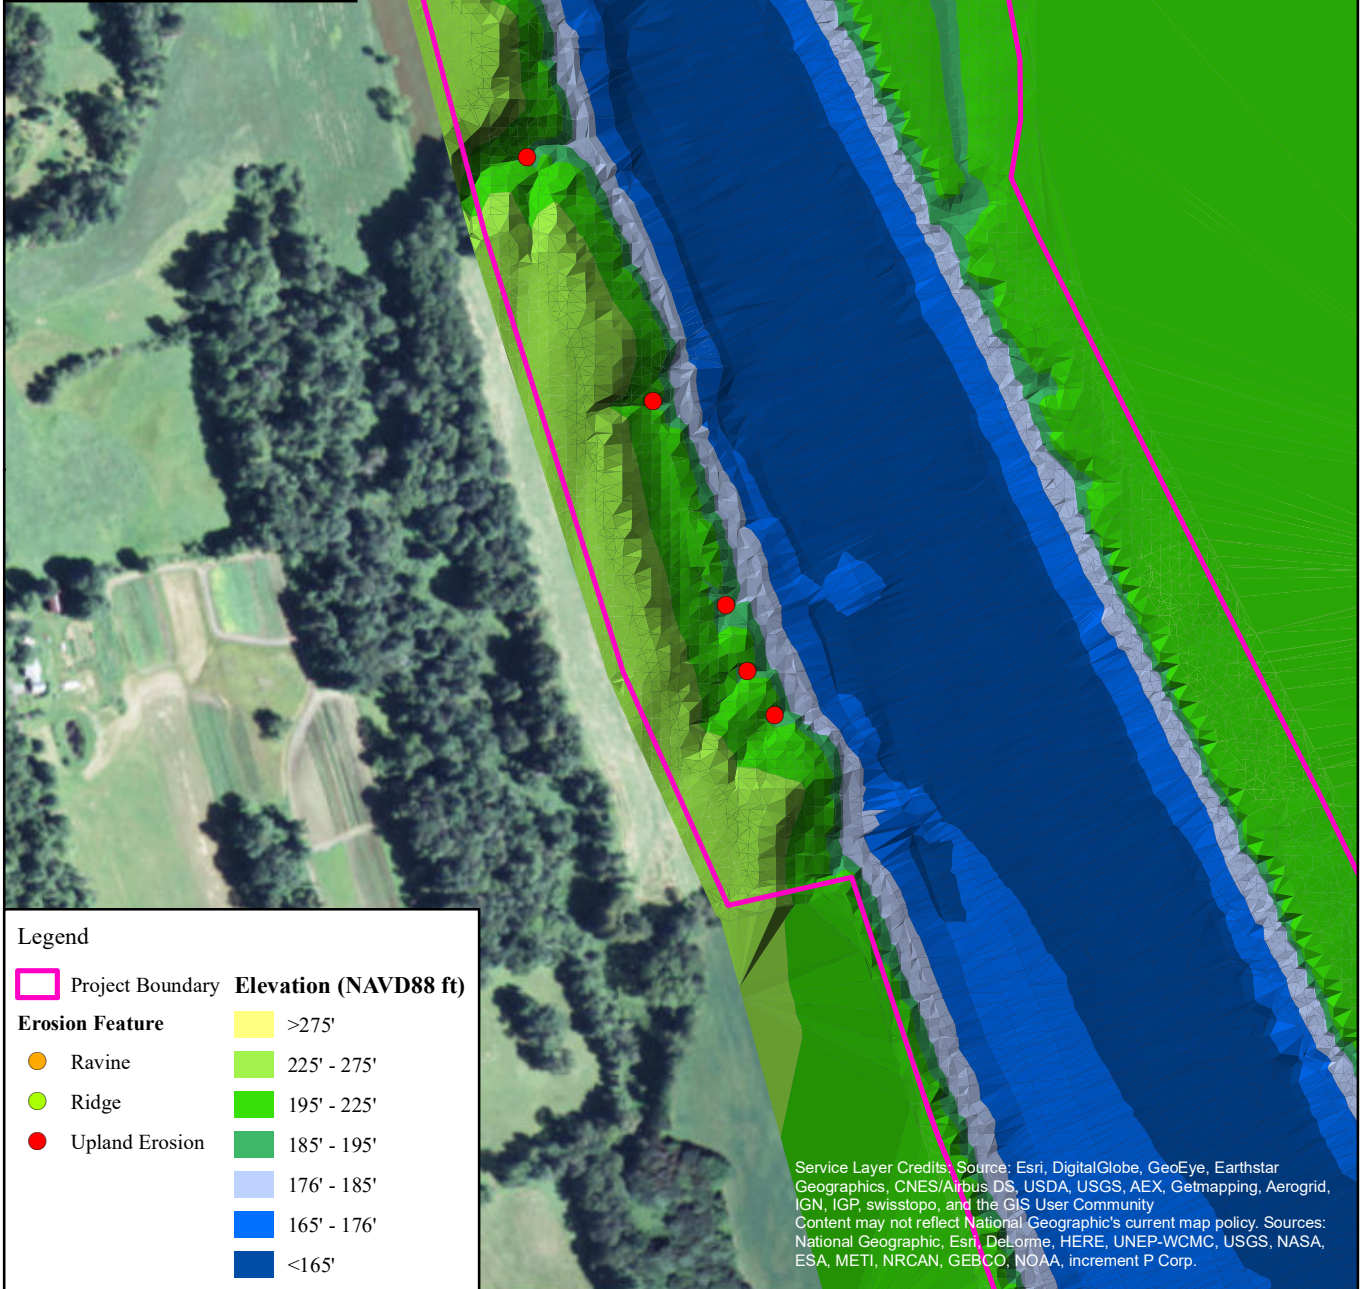 Legend
Project Boundary
Erosion Feature
Ravine
Ridge
Upland Erosion
Elevation (NAVD88 ft)
>275'
225' - 275'
195' - 225'
185' - 195'
176' - 185'
165' - 176'
<165'
Service Layer Credits: Source: Esri, DigitalGlobe, GeoEye, Earthstar
Geographics, CNES/Airbus DS, USDA, USGS, AEX, Getmapping, Aerogrid,
IGN, IGP, swisstopo, and the GIS User Community
Content may not reflect National Geographic's current map policy. Sources:
National Geographic, Esri, DeLorme, HERE, UNEP-WCMC, USGS, NASA,
ESA, METI, NRCAN, GEBCO, NOAA, increment P Corp.